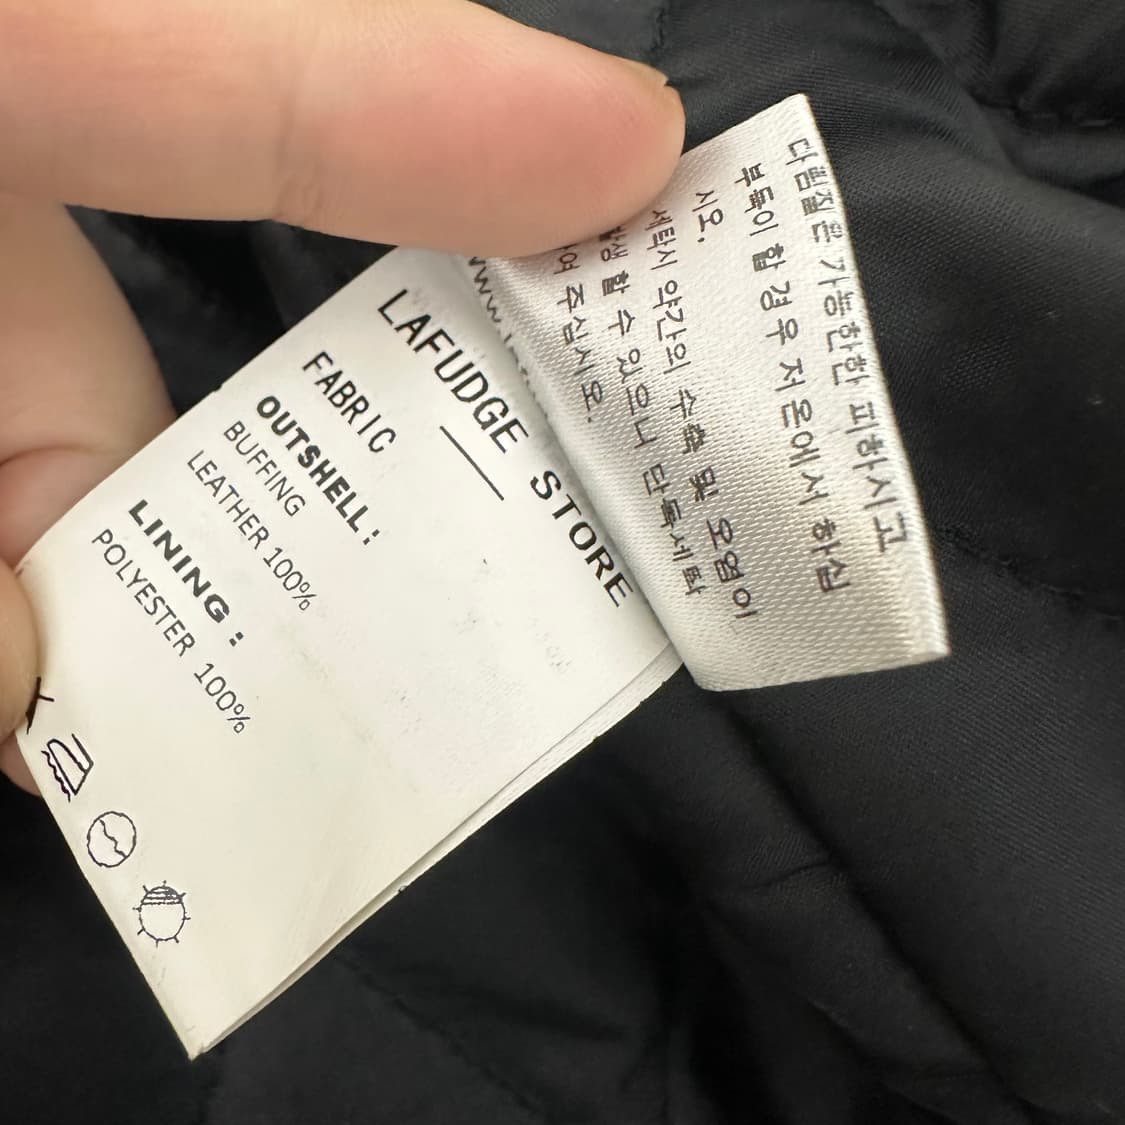 LAFUDGE STORE
FABRIC
OUTSHELL :
BUFFING
LEATHER 100%
LINING :
POLYESTER 100%
다림질은 가능한한 피하시고
부득이 할 경우 저온에서 하십
시오.
세탁시 약간의 수축 및 오염이
발생 할 수 있으니 단독세탁
하여 주십시오.